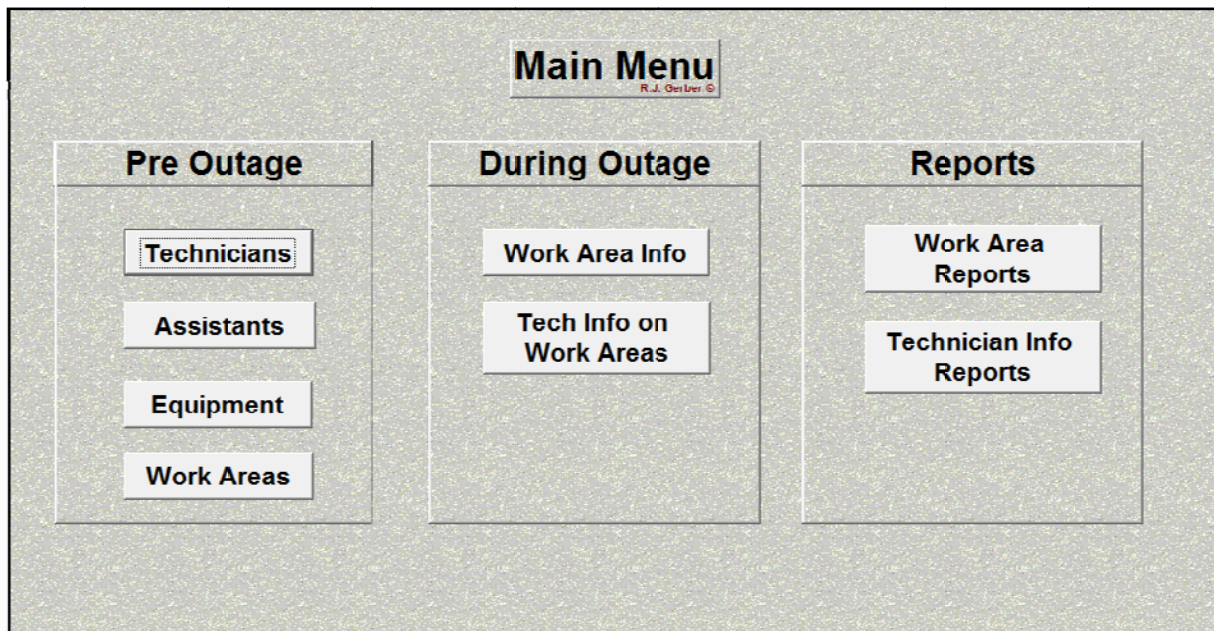 Main Menu
R.J. Gerber ©
Pre Outage
Technicians
Assistants
Equipment
Work Areas
During Outage
Work Area Info
Tech Info on
Work Areas
Reports
Work Area
Reports
Technician Info
Reports